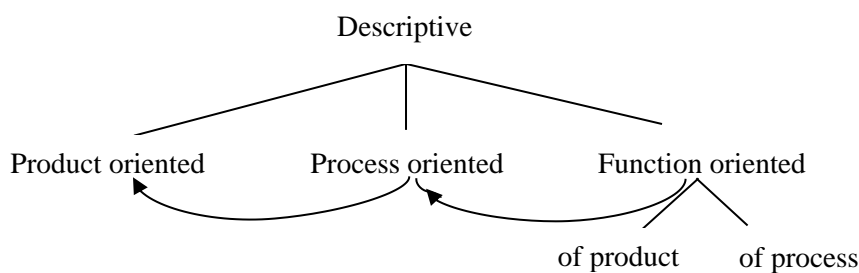 Descriptive
Product oriented Process oriented Function oriented
of product of process